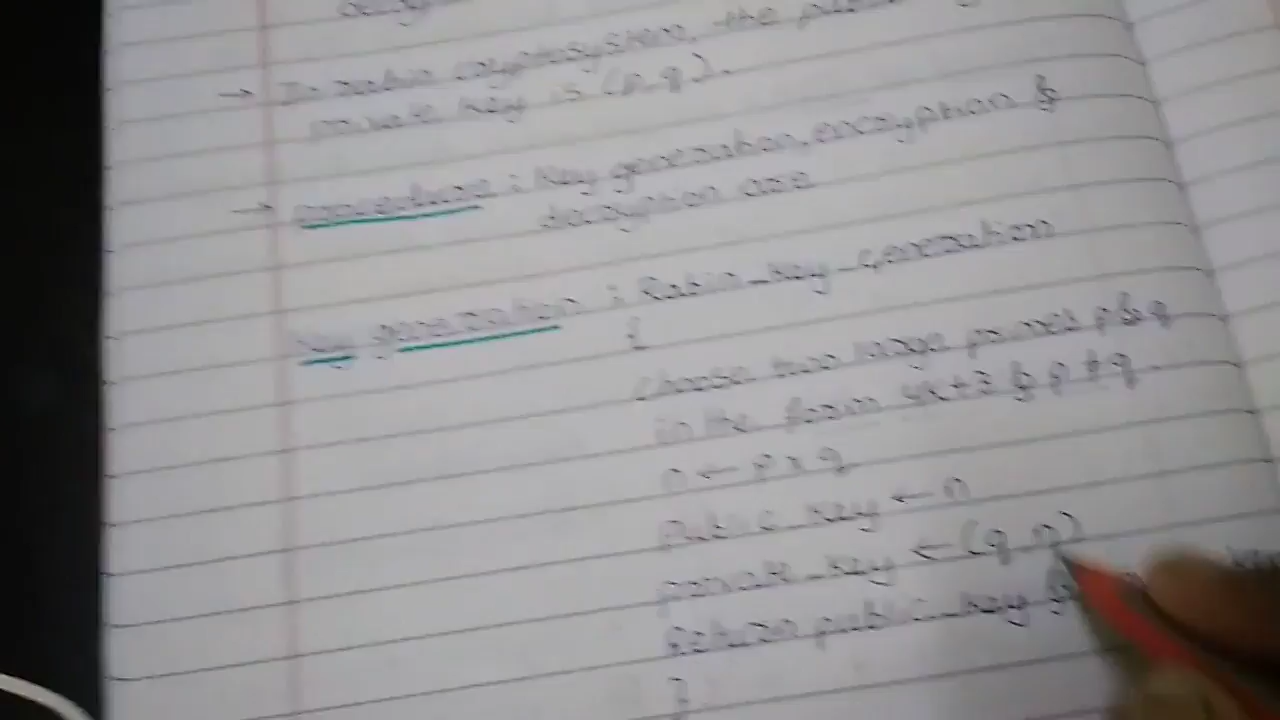 → In rabin cryptosystem, the
private key is (p,q).
→ procedure : Key generation, encryption &
decryption are
Key generation : Rabin_Key_Generation
{
choose two large primes p & q
in the form 4k+3 & p ≠ q.
n ← p x q
Public_key ← n
private_key ← (q, n)
Return public_key &
}